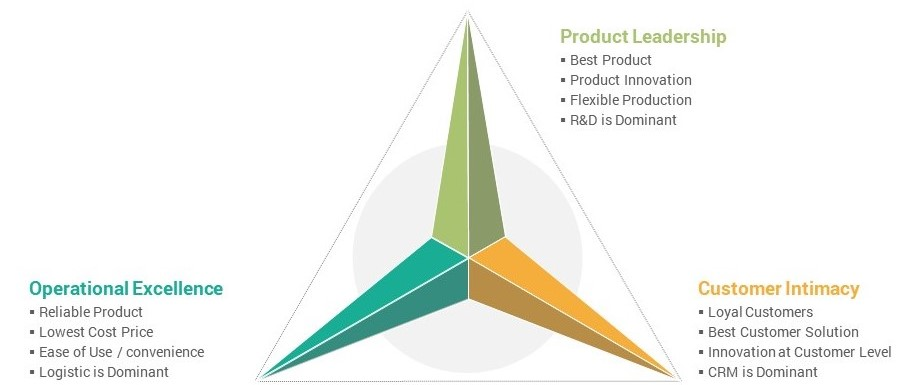 Product Leadership
▪ Best Product
▪ Product Innovation
▪ Flexible Production
▪ R&D is Dominant
Operational Excellence
▪ Reliable Product
▪ Lowest Cost Price
▪ Ease of Use / convenience
▪ Logistic is Dominant
Customer Intimacy
▪ Loyal Customers
▪ Best Customer Solution
▪ Innovation at Customer Level
▪ CRM is Dominant